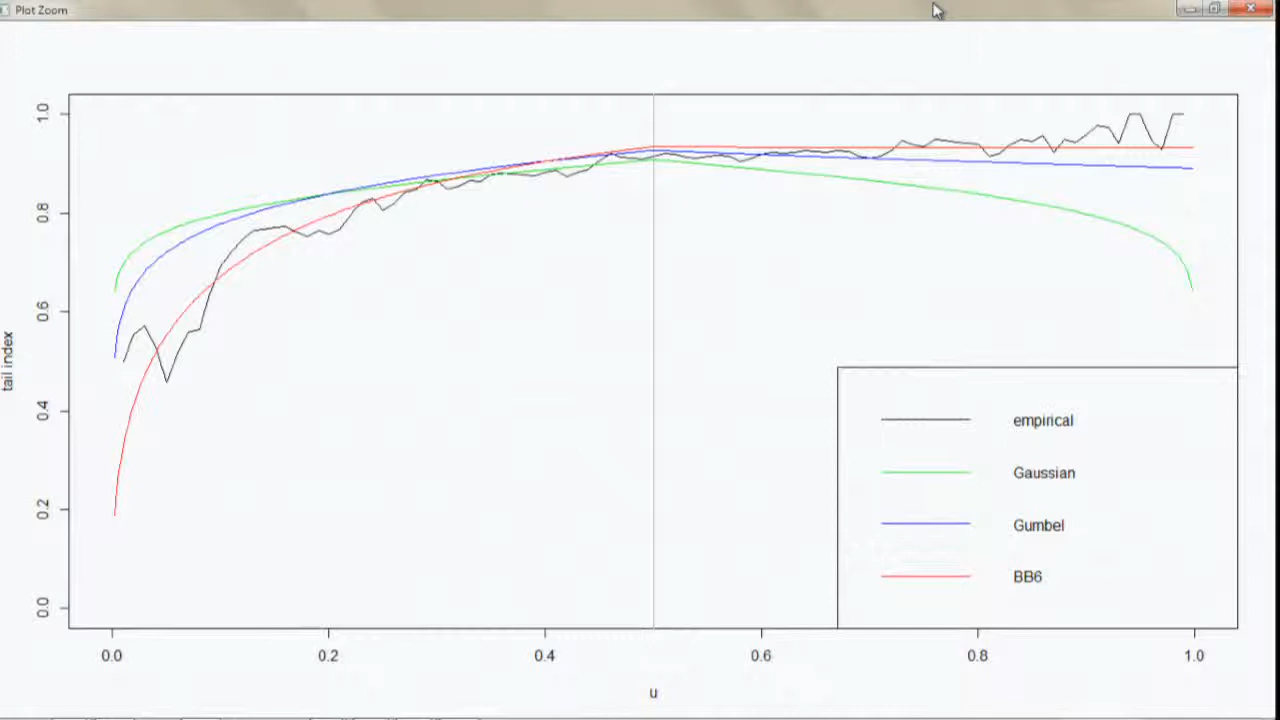 Plot Zoom
tail index
1.0
0.8
0.6
0.4
0.2
0.0
empirical
Gaussian
Gumbel
BB6
0.0 0.2 0.4 0.6 0.8 1.0
u